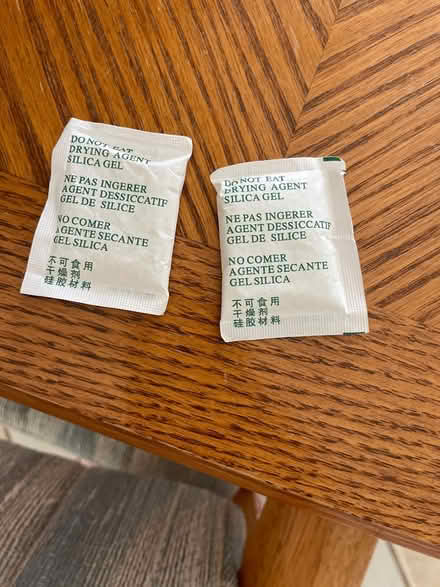 DO NOT EAT
DRYING AGENT
SILICA GEL
NE PAS INGERER
AGENT DESSICCATIF
GEL DE SILICE
NO COMER
AGENTE SECANTE
GEL SILICA
不可食用
干燥剂
硅胶材料
DO NOT EAT
DRYING AGENT
SILICA GEL
NE PAS INGERER
AGENT DESSICCATIF
GEL DE SILICE
NO COMER
AGENTE SECANTE
GEL SILICA
不可食用
干燥剂
硅胶材料